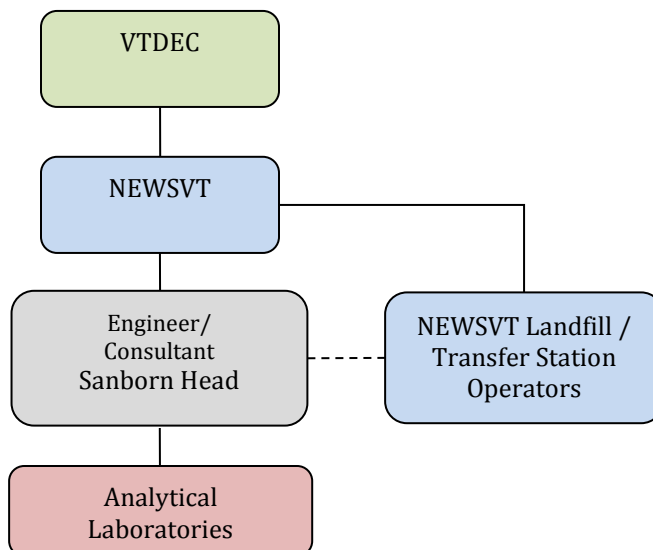 VTDEC
NEWSVT
Engineer/
Consultant
Sanborn Head
NEWSVT Landfill /
Transfer Station
Operators
Analytical
Laboratories